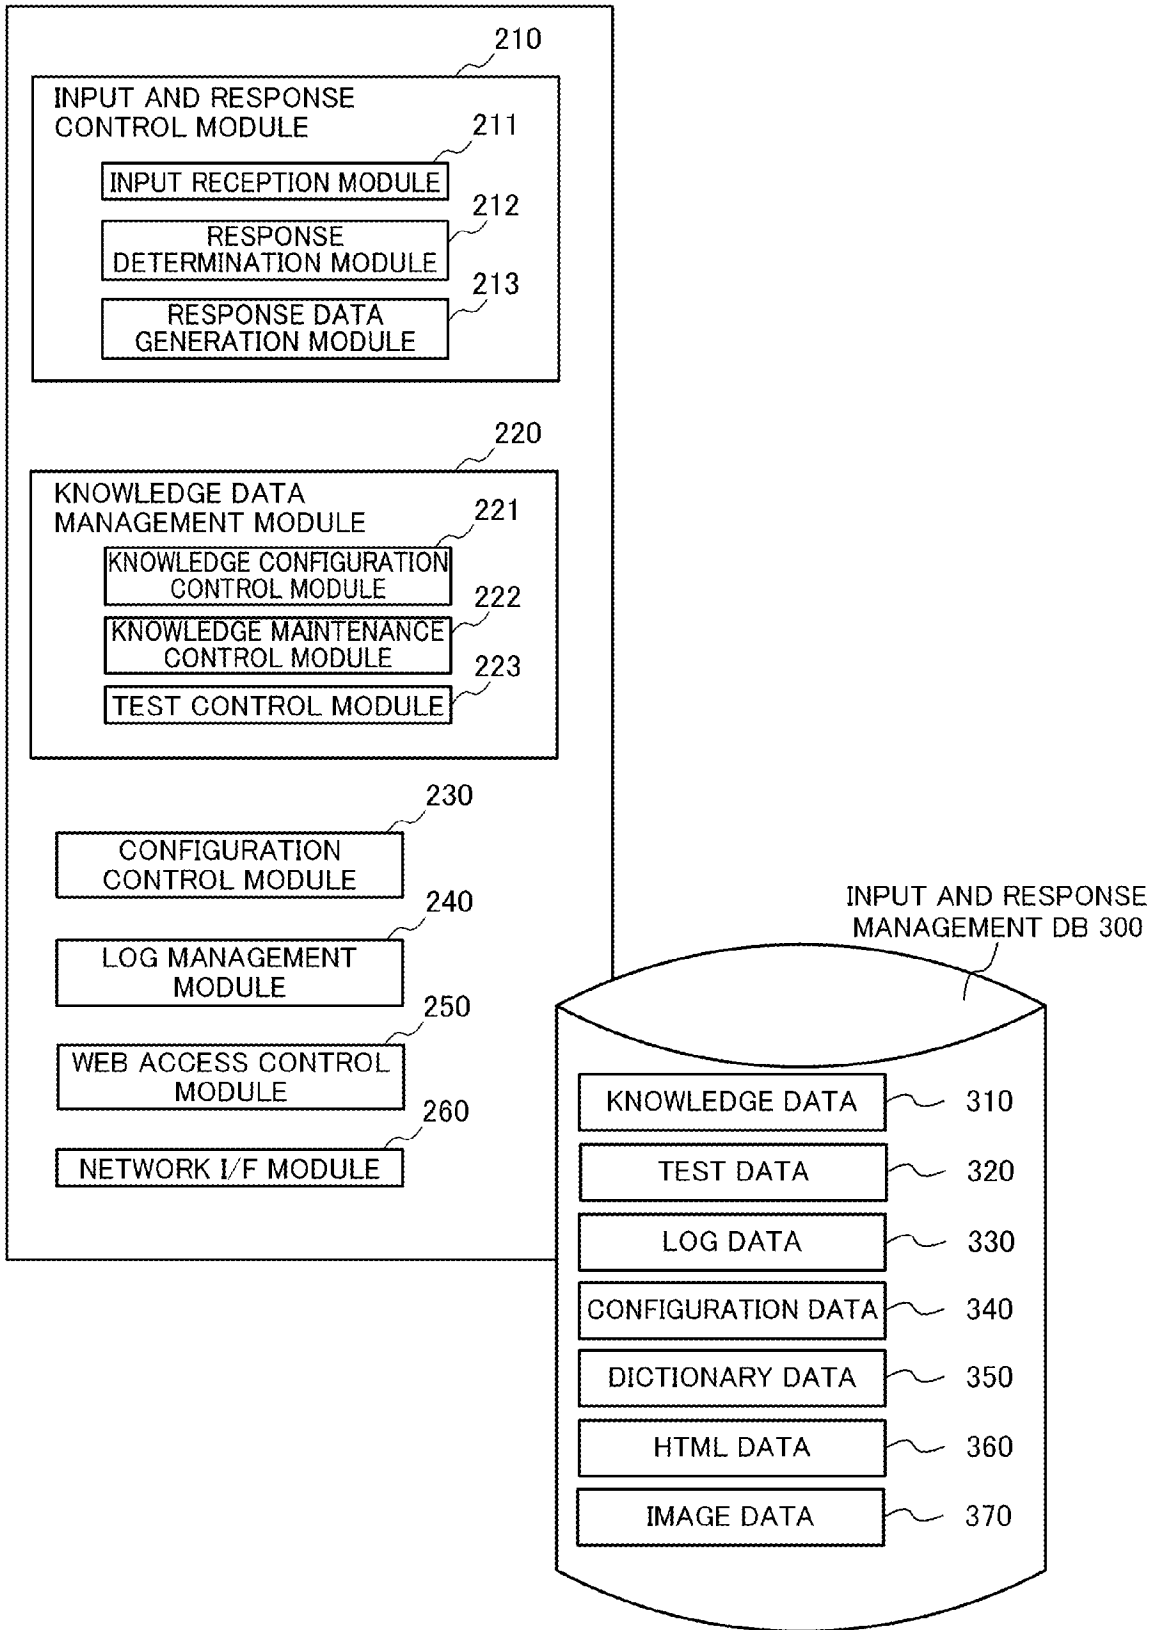 210
INPUT AND RESPONSE
CONTROL MODULE
211
INPUT RECEPTION MODULE
212
RESPONSE
DETERMINATION MODULE
213
RESPONSE DATA
GENERATION MODULE
220
KNOWLEDGE DATA
MANAGEMENT MODULE
221
KNOWLEDGE CONFIGURATION
CONTROL MODULE
222
KNOWLEDGE MAINTENANCE
CONTROL MODULE
223
TEST CONTROL MODULE
230
CONFIGURATION
CONTROL MODULE
240
LOG MANAGEMENT
MODULE
250
WEB ACCESS CONTROL
MODULE
260
NETWORK I/F MODULE
INPUT AND RESPONSE
MANAGEMENT DB 300
KNOWLEDGE DATA 310
TEST DATA 320
LOG DATA 330
CONFIGURATION DATA 340
DICTIONARY DATA 350
HTML DATA 360
IMAGE DATA 370